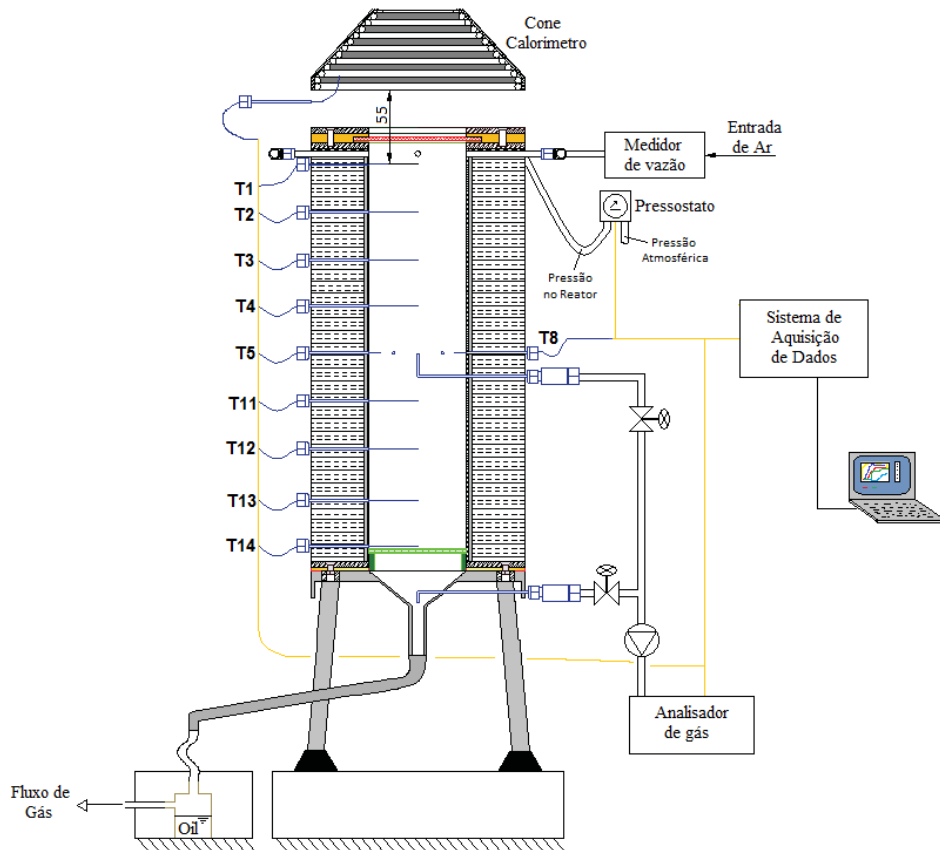 Cone
Calorimetro
55
Entrada
de Ar
Medidor
de vazão
T1
T2
Pressostato
Pressão
Atmosférica
T3
Pressão
no Reator
T4
Sistema de
Aquisição
de Dados
T5
T8
T11
T12
T13
T14
Analisador
de gás
Fluxo de
Gás
Oil